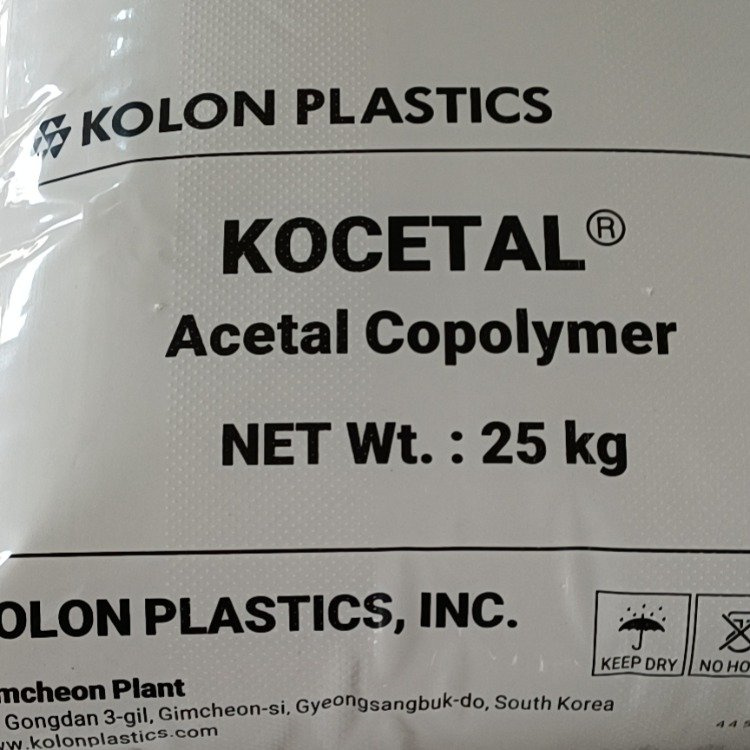 KOLON PLASTICS
KOCETAL®
Acetal Copolymer
NET Wt. : 25 kg
OLON PLASTICS, INC.
KEEP DRY
NO HO
mcheon Plant
Gongdan 3-gil, Gimcheon-si, Gyeongsangbuk-do, South Korea
w.kolonplastics.com